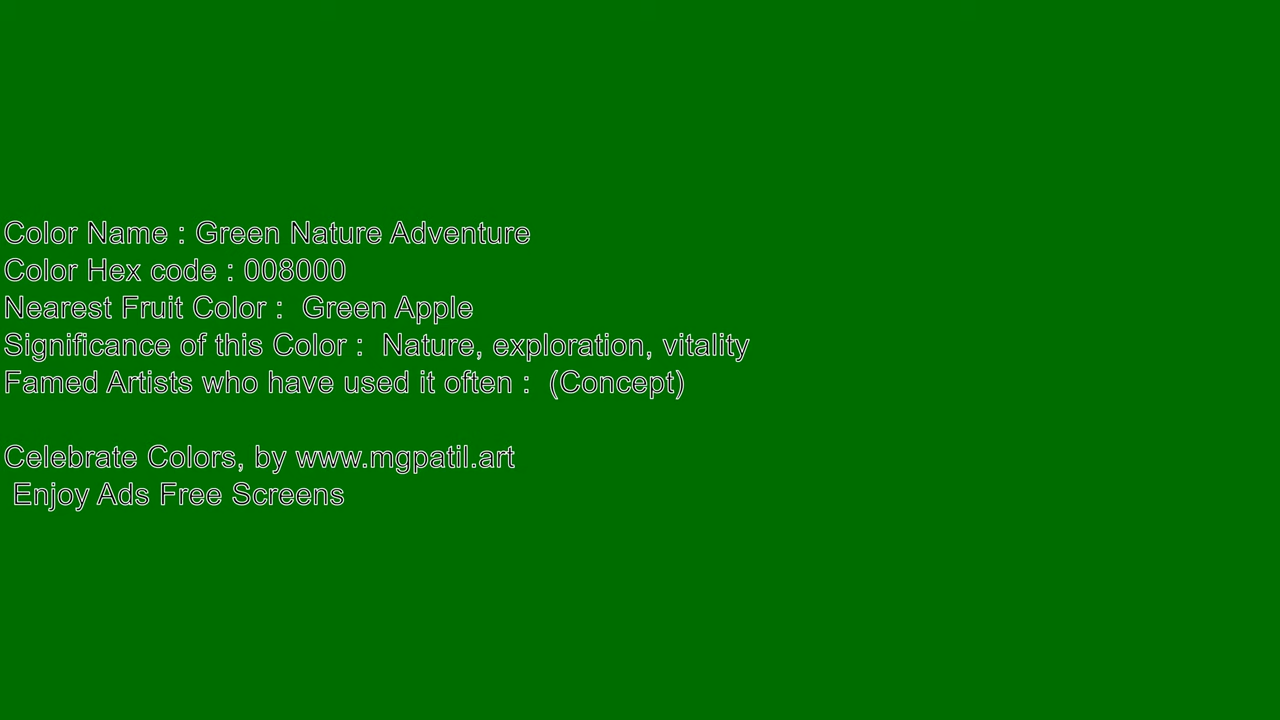 Color Name : Green Nature Adventure
Color Hex code : 008000
Nearest Fruit Color :  Green Apple
Significance of this Color :  Nature, exploration, vitality
Famed Artists who have used it often :  (Concept)
Celebrate Colors, by www.mgpatil.art
Enjoy Ads Free Screens